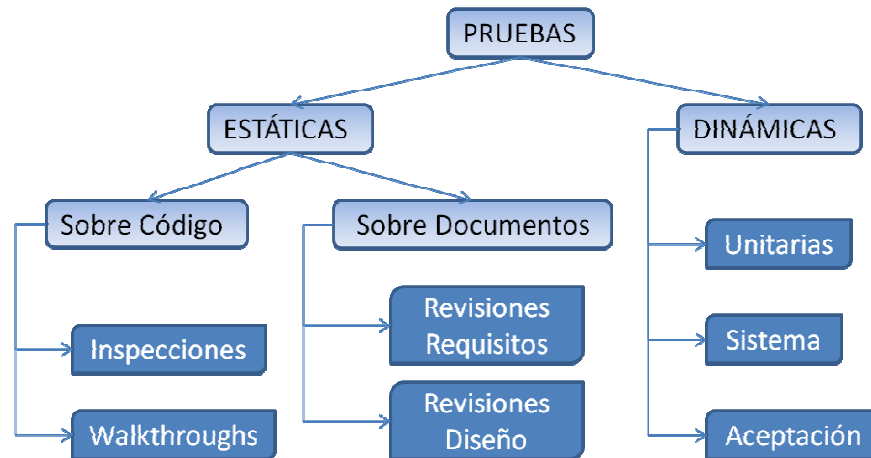 PRUEBAS
ESTÁTICAS
DINÁMICAS
Sobre Código
Sobre Documentos
Unitarias
Revisiones
Requisitos
Inspecciones
Sistema
Revisiones
Diseño
Walkthroughs
Aceptación